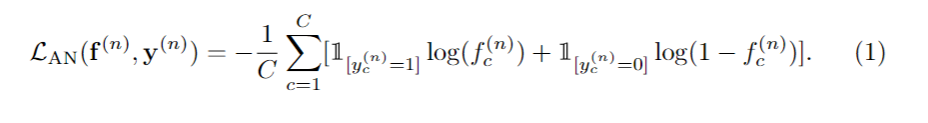 $$\mathcal{L}_{\mathrm{AN}}(\mathbf{f}^{(n)}, \mathbf{y}^{(n)}) = -\frac{1}{C} \sum_{c=1}^{C} [\mathbb{1}_{[y_c^{(n)}=1]} \log(f_c^{(n)}) + \mathbb{1}_{[y_c^{(n)}=0]} \log(1 - f_c^{(n)})]. \quad (1)$$